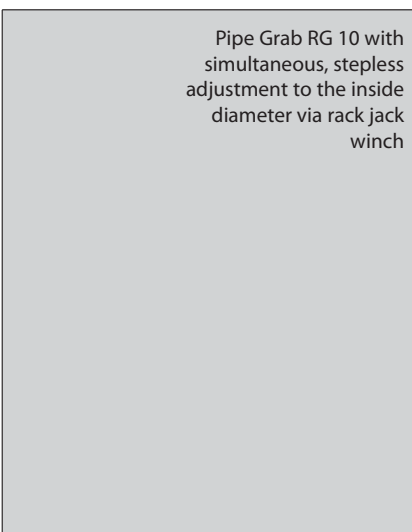 Pipe Grab RG 10 with
simultaneous, stepless
adjustment to the inside
diameter via rack jack
winch